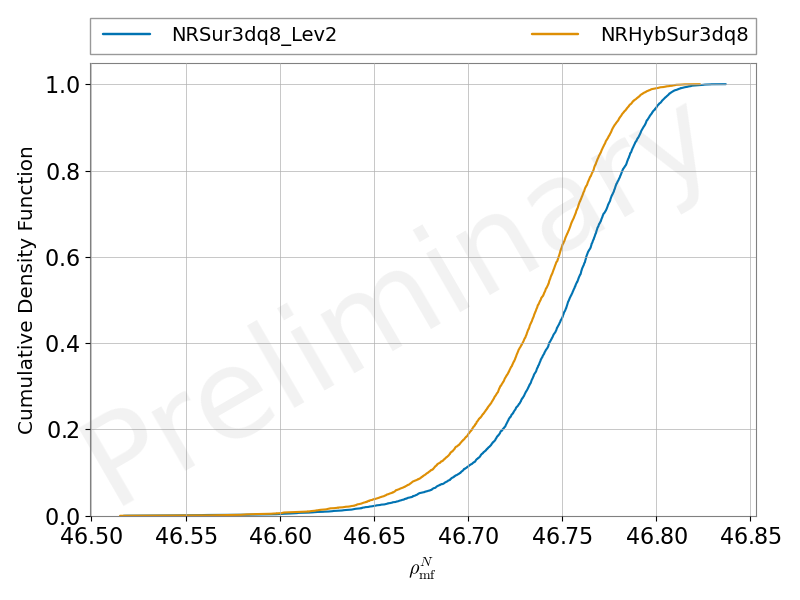 NRSur3dq8_Lev2 NRHybSur3dq8
1.0
0.8
0.6
0.4
0.2
0.0
Cumulative Density Function
Preliminary
46.50 46.55 46.60 46.65 46.70 46.75 46.80 46.85
ρ_mf^N